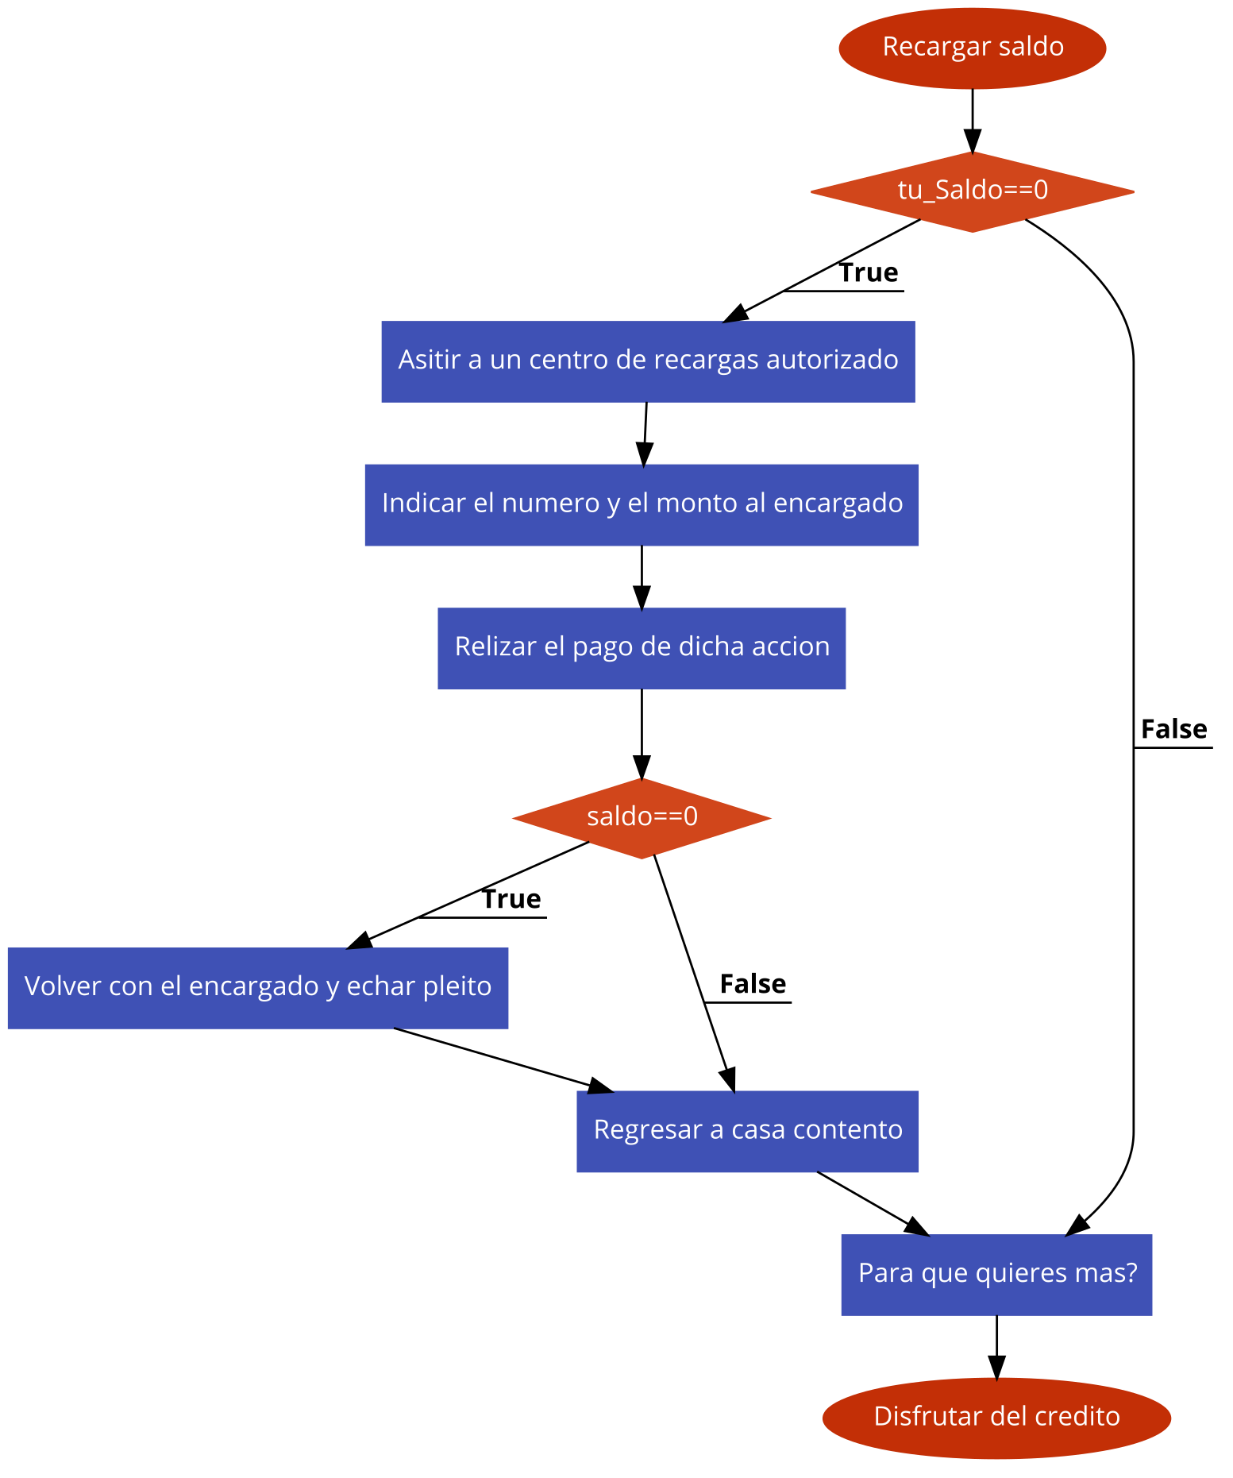 Recargar saldo
tu_Saldo==0
True
Asitir a un centro de recargas autorizado
Indicar el numero y el monto al encargado
Relizar el pago de dicha accion
False
saldo==0
True
Volver con el encargado y echar pleito
False
Regresar a casa contento
Para que quieres mas?
Disfrutar del credito